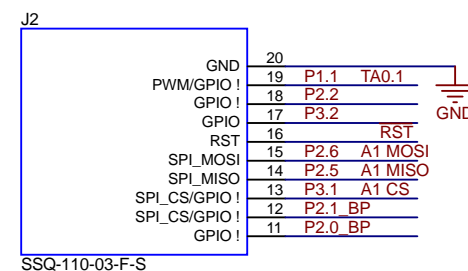 J2
GND 20
PWM/GPIO ! 19 P1.1 TA0.1
GPIO ! 18 P2.2
GND
GPIO 17 P3.2
RST 16 RST
SPI_MOSI 15 P2.6 A1 MOSI
SPI_MISO 14 P2.5 A1 MISO
SPI_CS/GPIO ! 13 P3.1 A1 CS
SPI_CS/GPIO ! 12 P2.1_BP
GPIO ! 11 P2.0_BP
SSQ-110-03-F-S